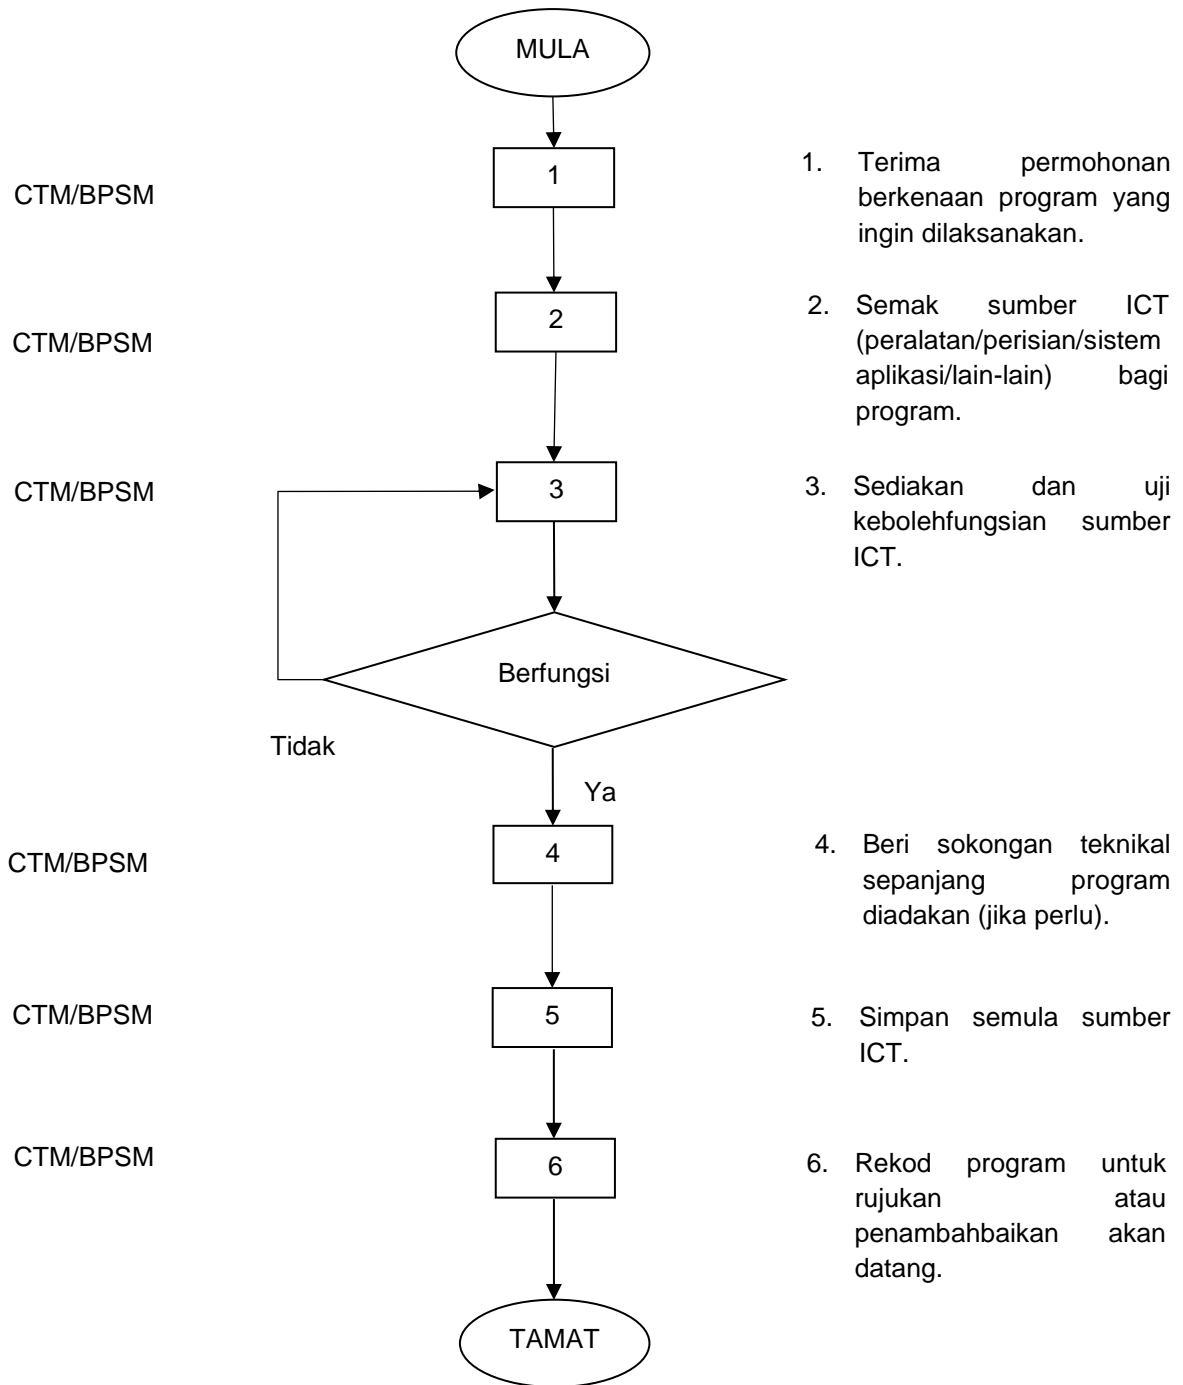 MULA
CTM/BPSM
1
1. Terima permohonan
berkenaan program yang
ingin dilaksanakan.
CTM/BPSM
2
2. Semak sumber ICT
(peralatan/perisian/sistem
aplikasi/lain-lain) bagi
program.
CTM/BPSM
3
3. Sediakan dan uji
kebolehfungsian sumber
ICT.
Berfungsi
Tidak
Ya
CTM/BPSM
4
4. Beri sokongan teknikal
sepanjang program
diadakan (jika perlu).
CTM/BPSM
5
5. Simpan semula sumber
ICT.
CTM/BPSM
6
6. Rekod program untuk
rujukan atau
penambahbaikan akan
datang.
TAMAT